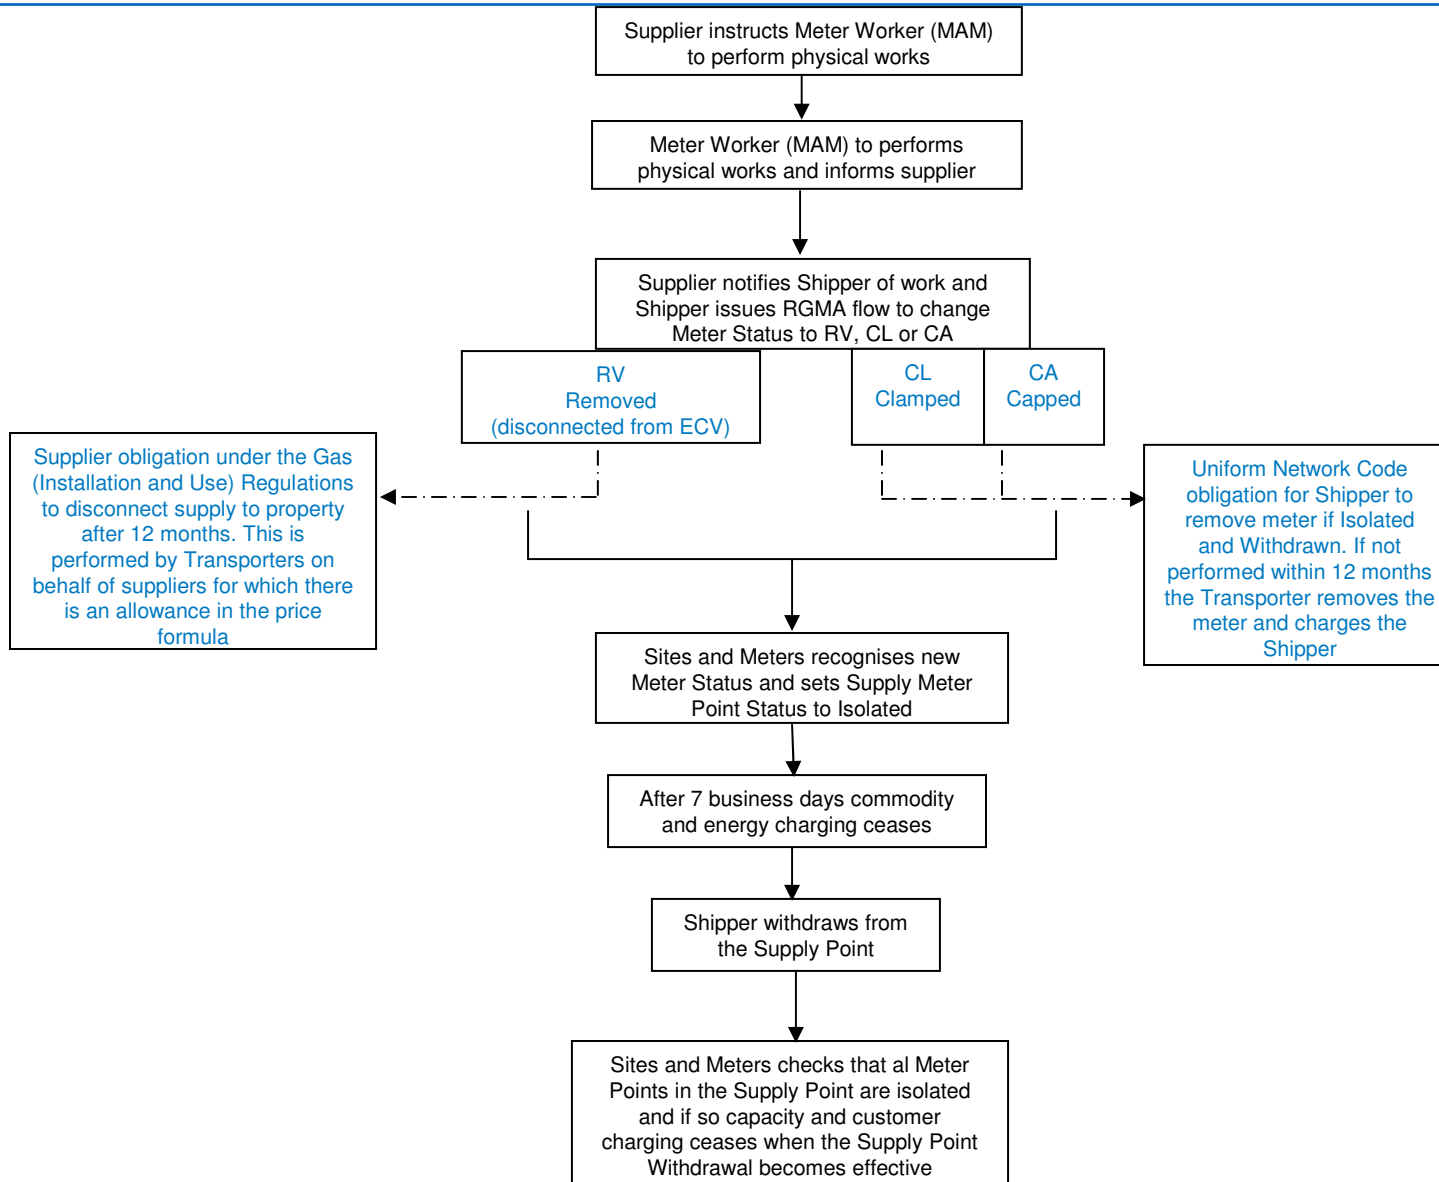 Supplier instructs Meter Worker (MAM)
to perform physical works
Meter Worker (MAM) to performs
physical works and informs supplier
Supplier notifies Shipper of work and
Shipper issues RGMA flow to change
Meter Status to RV, CL or CA
RV
Removed
(disconnected from ECV)
CL
Clamped
CA
Capped
Supplier obligation under the Gas
(Installation and Use) Regulations
to disconnect supply to property
after 12 months. This is
performed by Transporters on
behalf of suppliers for which there
is an allowance in the price
formula
Uniform Network Code
obligation for Shipper to
remove meter if Isolated
and Withdrawn. If not
performed within 12 months
the Transporter removes the
meter and charges the
Shipper
Sites and Meters recognises new
Meter Status and sets Supply Meter
Point Status to Isolated
After 7 business days commodity
and energy charging ceases
Shipper withdraws from
the Supply Point
Sites and Meters checks that al Meter
Points in the Supply Point are isolated
and if so capacity and customer
charging ceases when the Supply Point
Withdrawal becomes effective